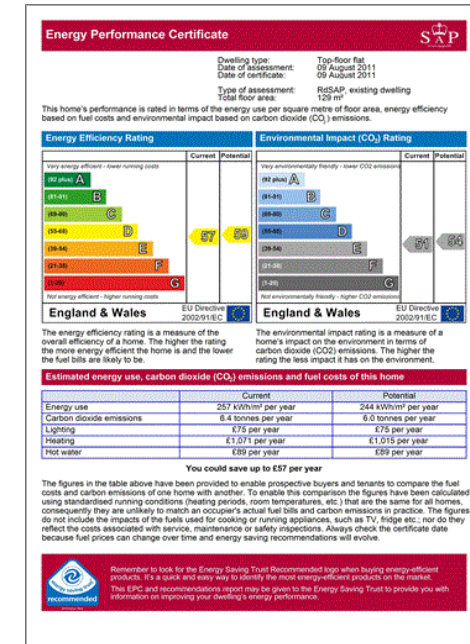 Energy Performance Certificate
SAP
Dwelling type: Top-floor flat
Date of assessment: 09 August 2011
Date of certificate: 09 August 2011
Type of assessment: RdSAP, existing dwelling
Total floor area: 129 m²
This home's performance is rated in terms of the energy use per square metre of floor area, energy efficiency
based on fuel costs and environmental impact based on carbon dioxide (CO₂) emissions.
Energy Efficiency Rating
Current Potential
Very energy efficient - lower running costs
(92 plus) A
(81-91) B
(69-80) C
(55-68) D
(39-54) E
(21-38) F
(1-20) G
57 59
Not energy efficient - higher running costs
England & Wales
EU Directive
2002/91/EC
Environmental Impact (CO₂) Rating
Current Potential
Very environmentally friendly - lower CO2 emissions
(92 plus) A
(81-91) B
(69-80) C
(55-68) D
(39-54) E
(21-38) F
(1-20) G
51 54
Not environmentally friendly - higher CO2 emissions
England & Wales
EU Directive
2002/91/EC
The energy efficiency rating is a measure of the
overall efficiency of a home. The higher the rating
the more energy efficient the home is and the lower
the fuel bills are likely to be.
The environmental impact rating is a measure of a
home's impact on the environment in terms of
carbon dioxide (CO2) emissions. The higher the
rating the less impact it has on the environment.
Estimated energy use, carbon dioxide (CO₂) emissions and fuel costs of this home
Current Potential
Energy use 257 kWh/m² per year 244 kWh/m² per year
Carbon dioxide emissions 6.4 tonnes per year 6.0 tonnes per year
Lighting £75 per year £75 per year
Heating £1,071 per year £1,015 per year
Hot water £89 per year £89 per year
You could save up to £57 per year
The figures in the table above have been provided to enable prospective buyers and tenants to compare the fuel
costs and carbon emissions of one home with another. To enable this comparison the figures have been calculated
using standardised running conditions (heating periods, room temperatures, etc.) that are the same for all homes,
consequently they are unlikely to match an occupier's actual fuel bills and carbon emissions in practice. The figures
do not include the impacts of the fuels used for cooking or running appliances, such as TV, fridge etc.; nor do they
reflect the costs associated with service, maintenance or safety inspections. Always check the certificate date
because fuel prices can change over time and energy saving recommendations will evolve.
energy saving trust
recommended
Remember to look for the Energy Saving Trust Recommended logo when buying energy-efficient
products. It's a quick and easy way to identify the most energy-efficient products on the market.
This EPC and recommendations report may be given to the Energy Saving Trust to provide you with
information on improving your dwelling's energy performance.